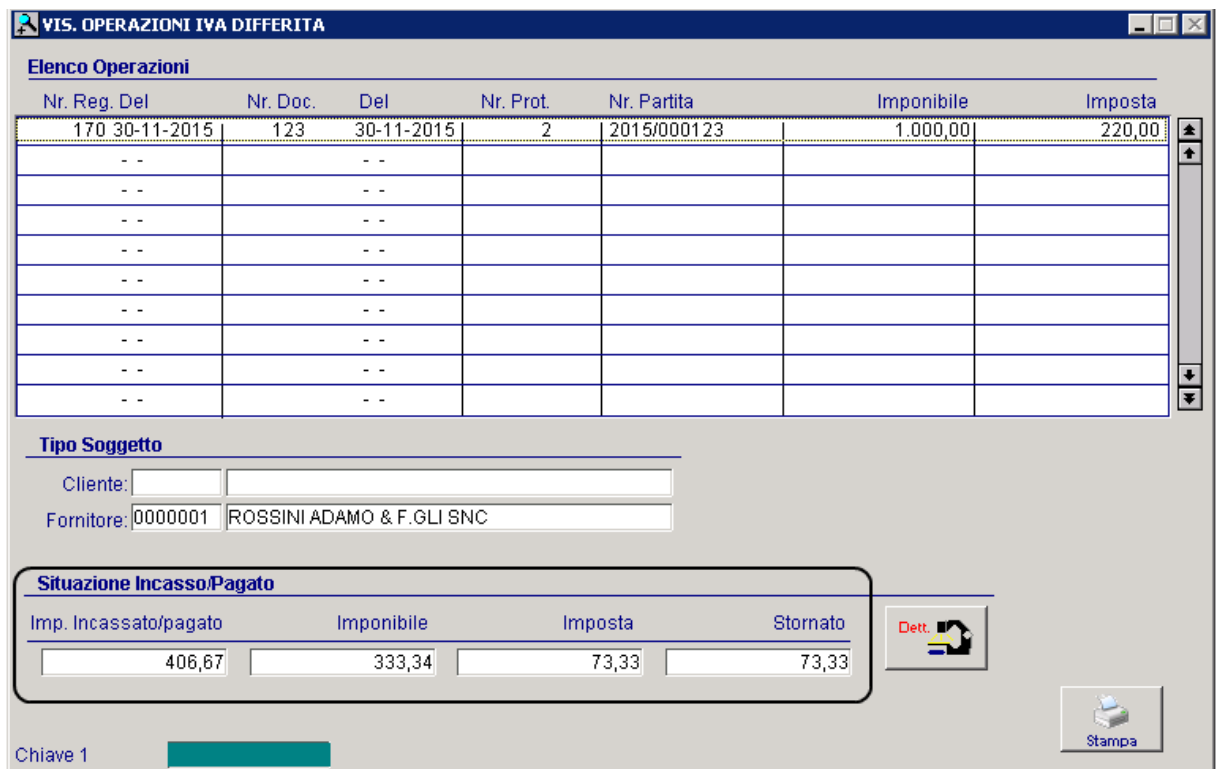 VIS. OPERAZIONI IVA DIFFERITA
Elenco Operazioni
Nr. Reg. Del Nr. Doc. Del Nr. Prot. Nr. Partita Imponibile Imposta
170 30-11-2015 123 30-11-2015 2 2015/000123 1.000,00 220,00
- - - -
- - - -
- - - -
- - - -
- - - -
- - - -
- - - -
- - - -
- - - -
Tipo Soggetto
Cliente:
Fornitore: 0000001 ROSSINI ADAMO & F.GLI SNC
Situazione Incasso/Pagato
Imp. Incassato/pagato Imponibile Imposta Stornato
406,67 333,34 73,33 73,33
Dett.
Stampa
Chiave 1